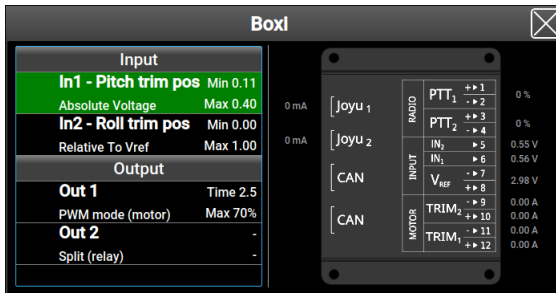 Boxl
Input
In1 - Pitch trim pos Min 0.11
Absolute Voltage Max 0.40
In2 - Roll trim pos Min 0.00
Relative To Vref Max 1.00
Output
Out 1 Time 2.5
PWM mode (motor) Max 70%
Out 2 -
Split (relay) -
0 mA [Joyu 1
0 mA [Joyu 2
[CAN
[CAN
RADIO
PTT1 +▸1 0 %
-▸2
PTT2 +▸3 0 %
-▸4
INPUT
IN2 ▸5 0.55 V
IN1 ▸6 0.56 V
VREF -▸7 2.98 V
+▸8
MOTOR
TRIM2 -▸9 0.00 A
+▸10 0.00 A
TRIM1 -▸11 0.00 A
+▸12 0.00 A